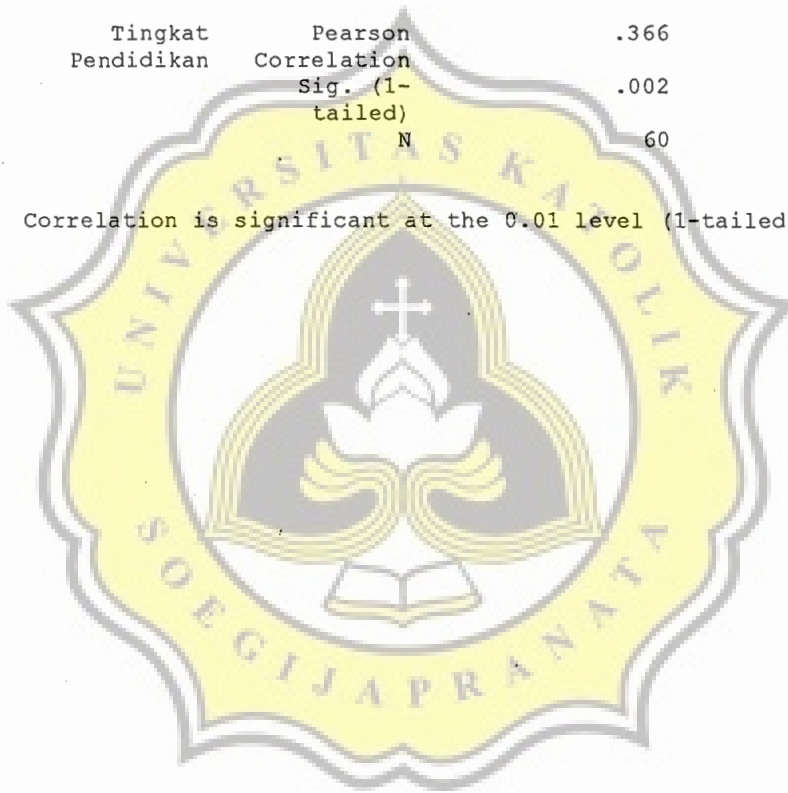 Tingkat Pearson .366
Pendidikan Correlation
Sig. (1- .002
tailed)
N 60
Correlation is significant at the 0.01 level (1-tailed
UNIVERSITAS KATOLIK
SOEGIJAPRANATA